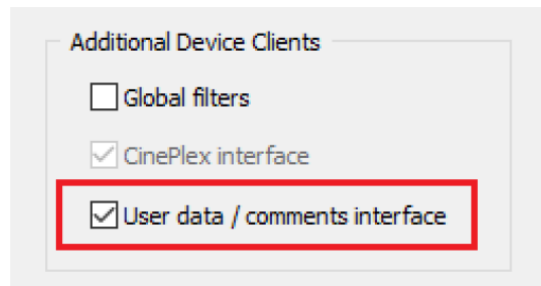 Additional Device Clients
Global filters
CinePlex interface
User data / comments interface